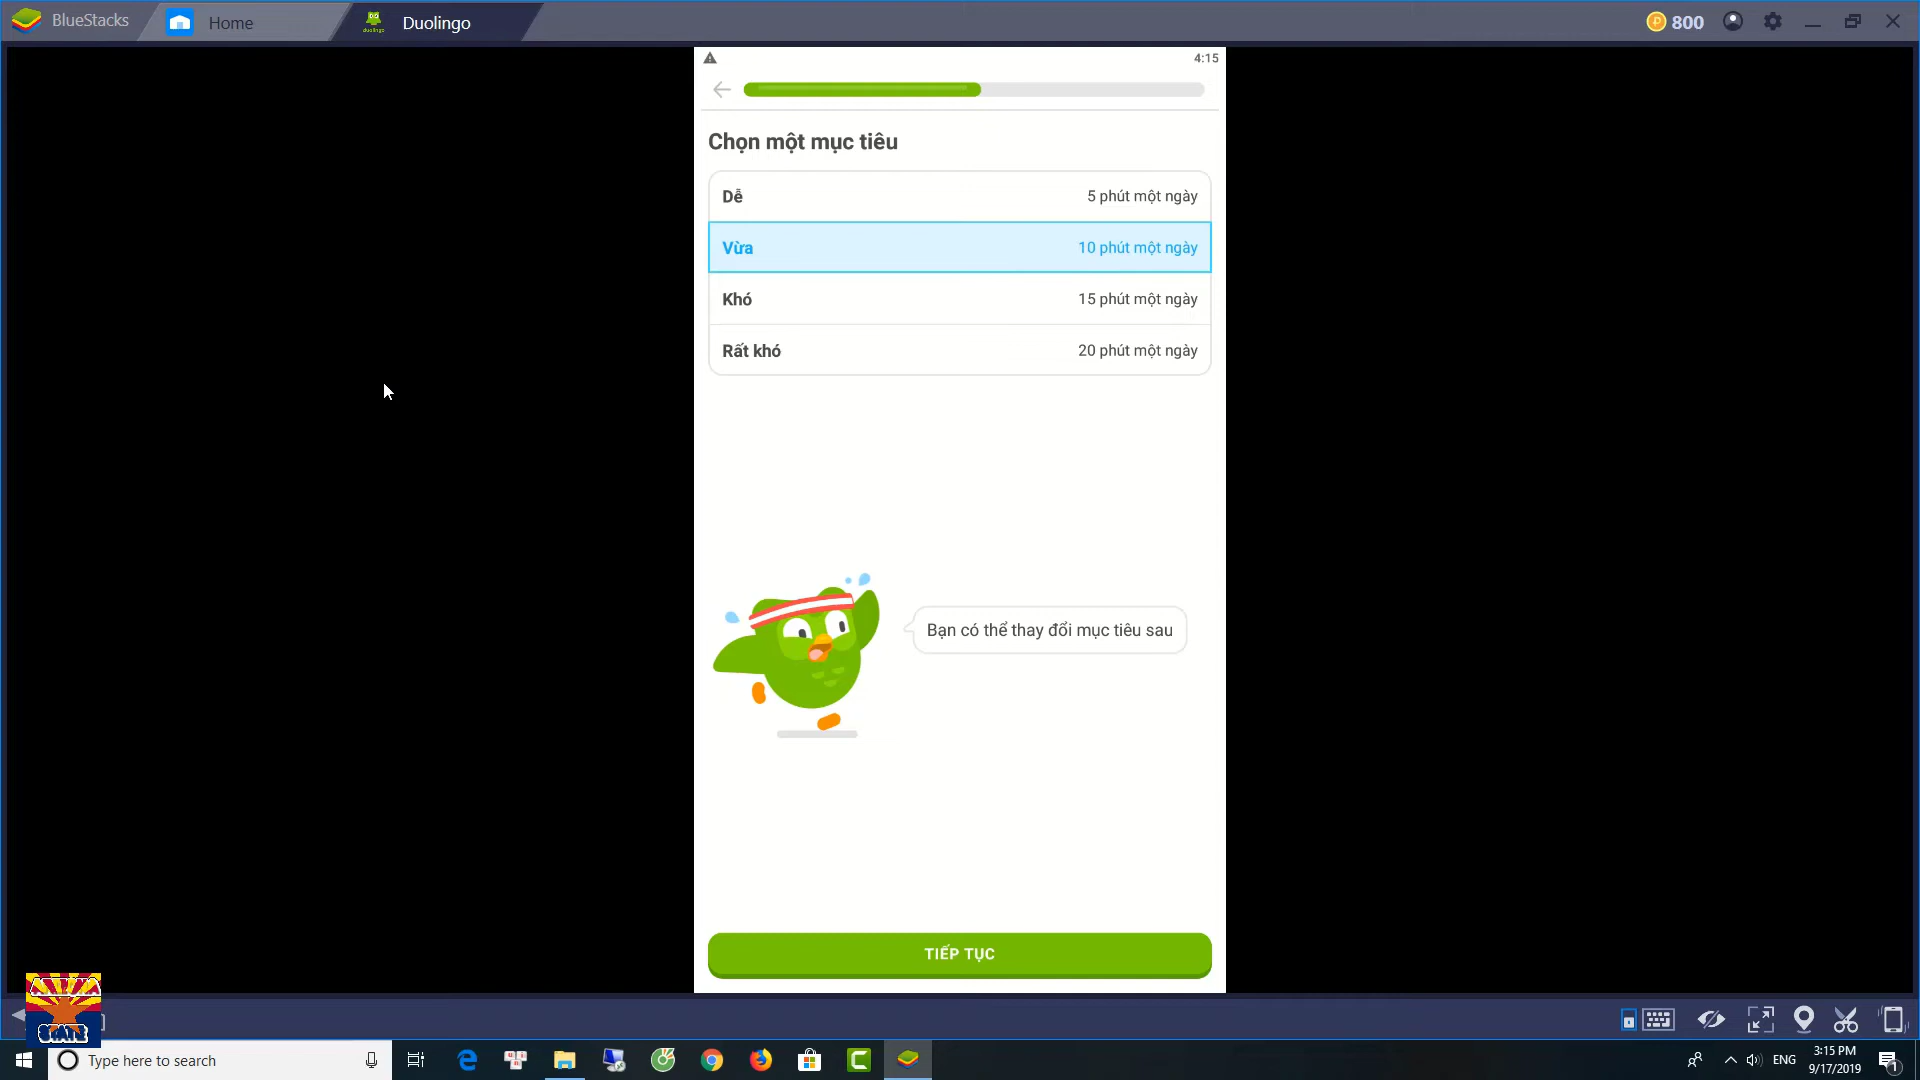 BlueStacks
Home
Duolingo
800
4:15
Chọn một mục tiêu
Dễ 5 phút một ngày
Vừa 10 phút một ngày
Khó 15 phút một ngày
Rất khó 20 phút một ngày
Bạn có thể thay đổi mục tiêu sau
TIẾP TỤC
STATE
Type here to search
ENG
3:15 PM
9/17/2019
1